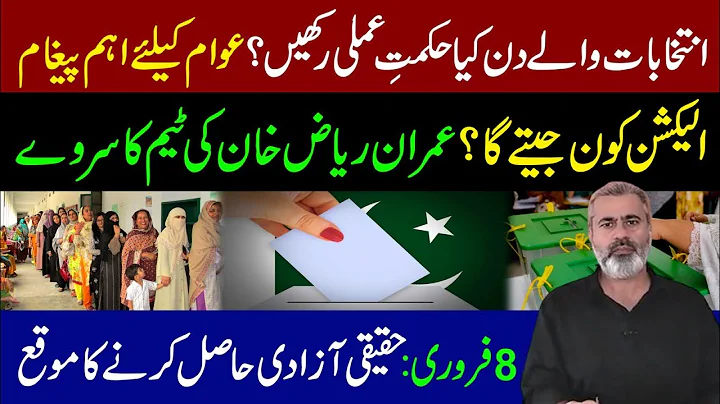 انتخابات والے دن کیا حکمتِ عملی رکھیں؟ عوام کیلئے اہم پیغام
الیکشن کون جیتے گا؟ عمران ریاض خان کی ٹیم کا سروے
8 فروری: حقیقی آزادی حاصل کرنے کا موقع